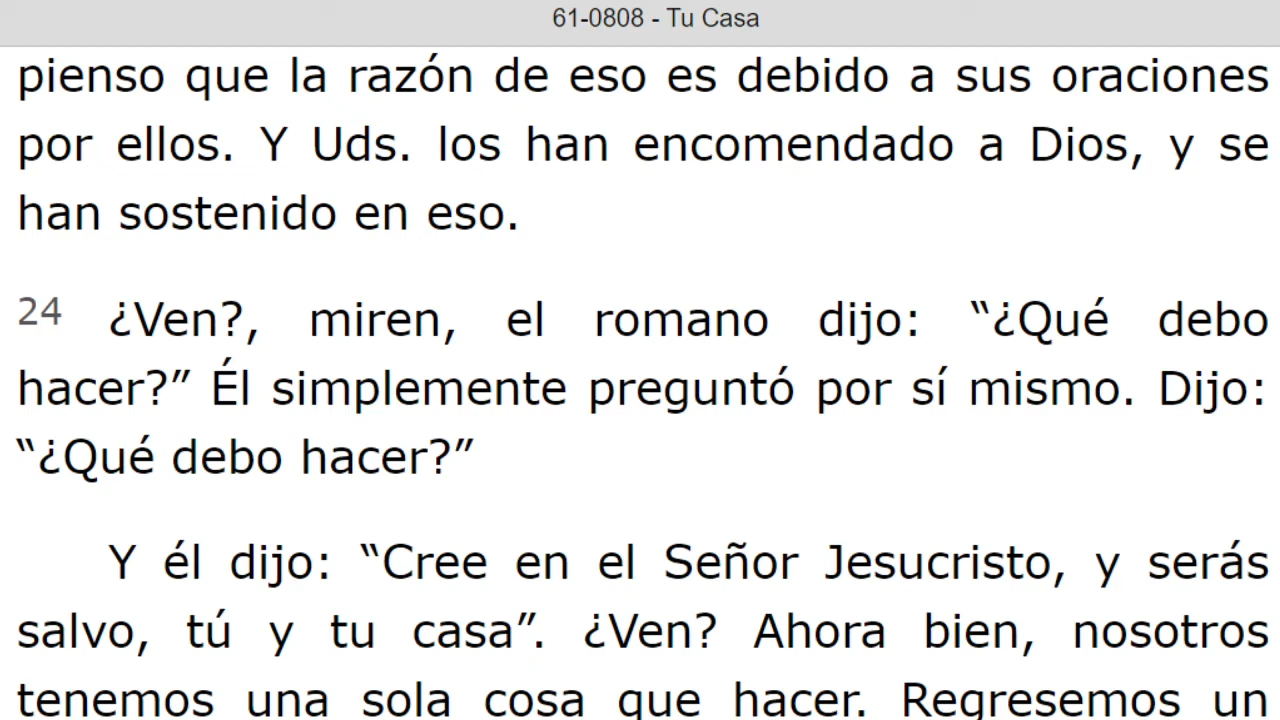 61-0808 - Tu Casa
pienso que la razón de eso es debido a sus oraciones
por ellos. Y Uds. los han encomendado a Dios, y se
han sostenido en eso.
24 ¿Ven?, miren, el romano dijo: “¿Qué debo
hacer?” Él simplemente preguntó por sí mismo. Dijo:
“¿Qué debo hacer?”
Y él dijo: “Cree en el Señor Jesucristo, y serás
salvo, tú y tu casa”. ¿Ven? Ahora bien, nosotros
tenemos una sola cosa que hacer. Regresemos un